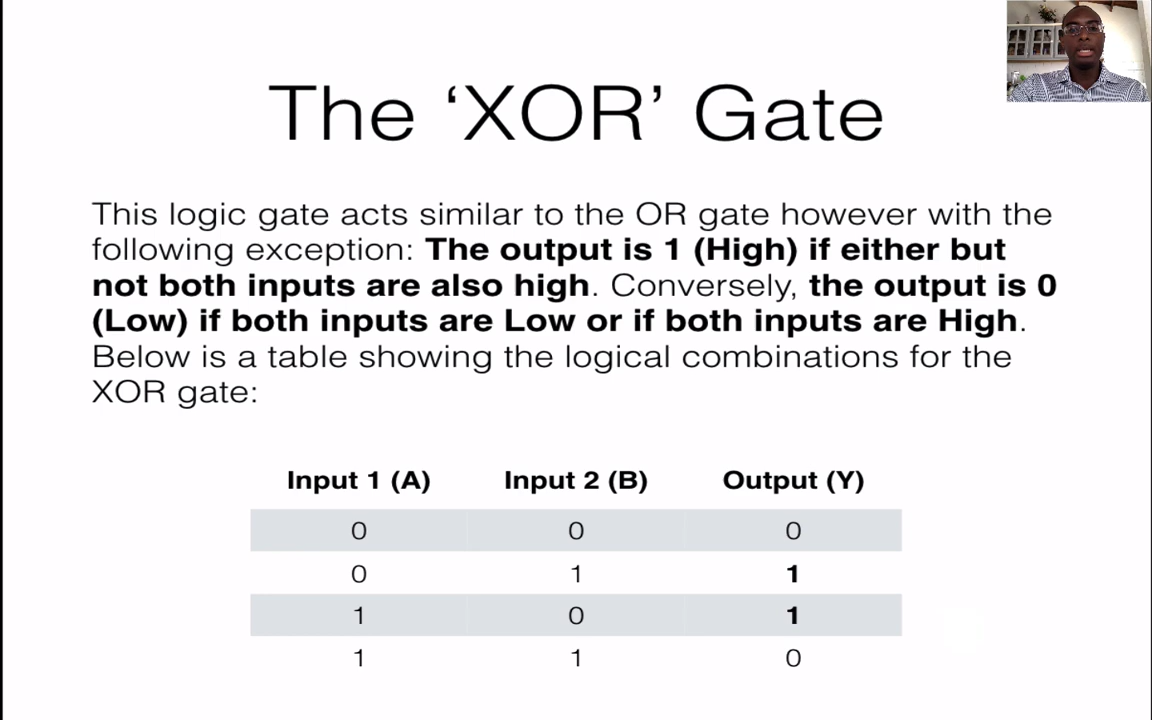 The ‘XOR’ Gate
This logic gate acts similar to the OR gate however with the
following exception: The output is 1 (High) if either but
not both inputs are also high. Conversely, the output is 0
(Low) if both inputs are Low or if both inputs are High.
Below is a table showing the logical combinations for the
XOR gate:
Input 1 (A) Input 2 (B) Output (Y)
0 0 0
0 1 1
1 0 1
1 1 0